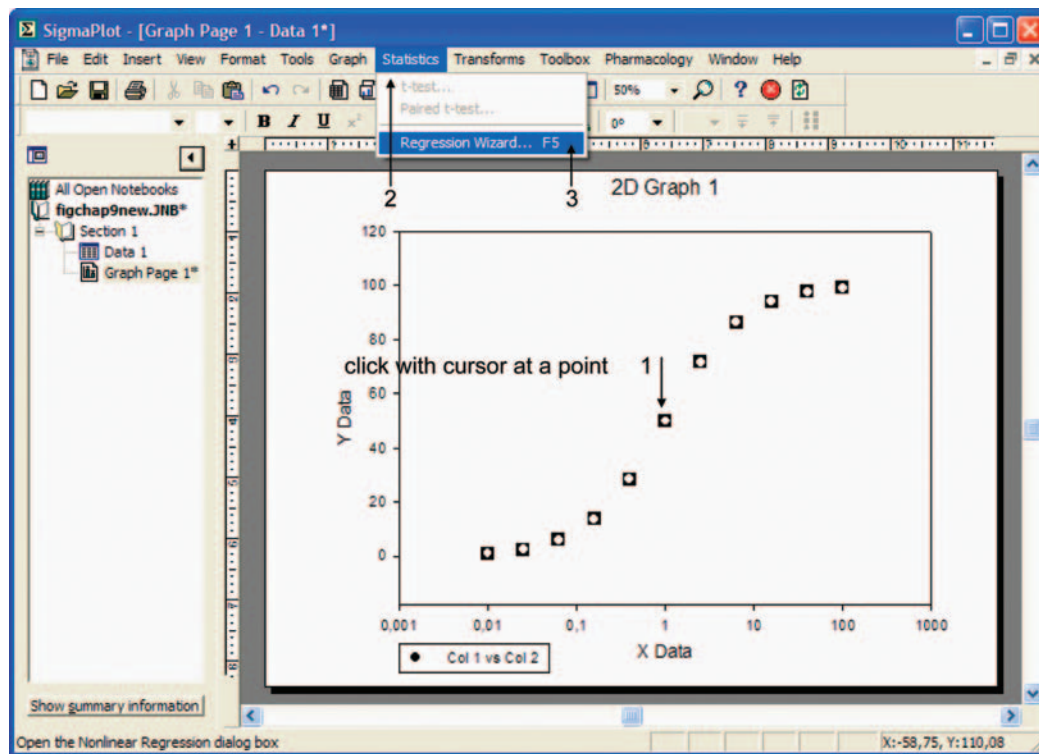 SigmaPlot - [Graph Page 1 - Data 1*]
File Edit Insert View Format Tools Graph Statistics Transforms Toolbox Pharmacology Window Help
t-test...
50%
Paired t-test...
B I U x² 0°
Regression Wizard... F5
All Open Notebooks
figchap9new.JNB*
Section 1
Data 1
Graph Page 1*
2
3
2D Graph 1
120
100
80
click with cursor at a point 1
60
40
20
0
Y Data
0,001 0,01 0,1 1 10 100 1000
X Data
Col 1 vs Col 2
Show summary information
Open the Nonlinear Regression dialog box
X:-58,75, Y:110,08